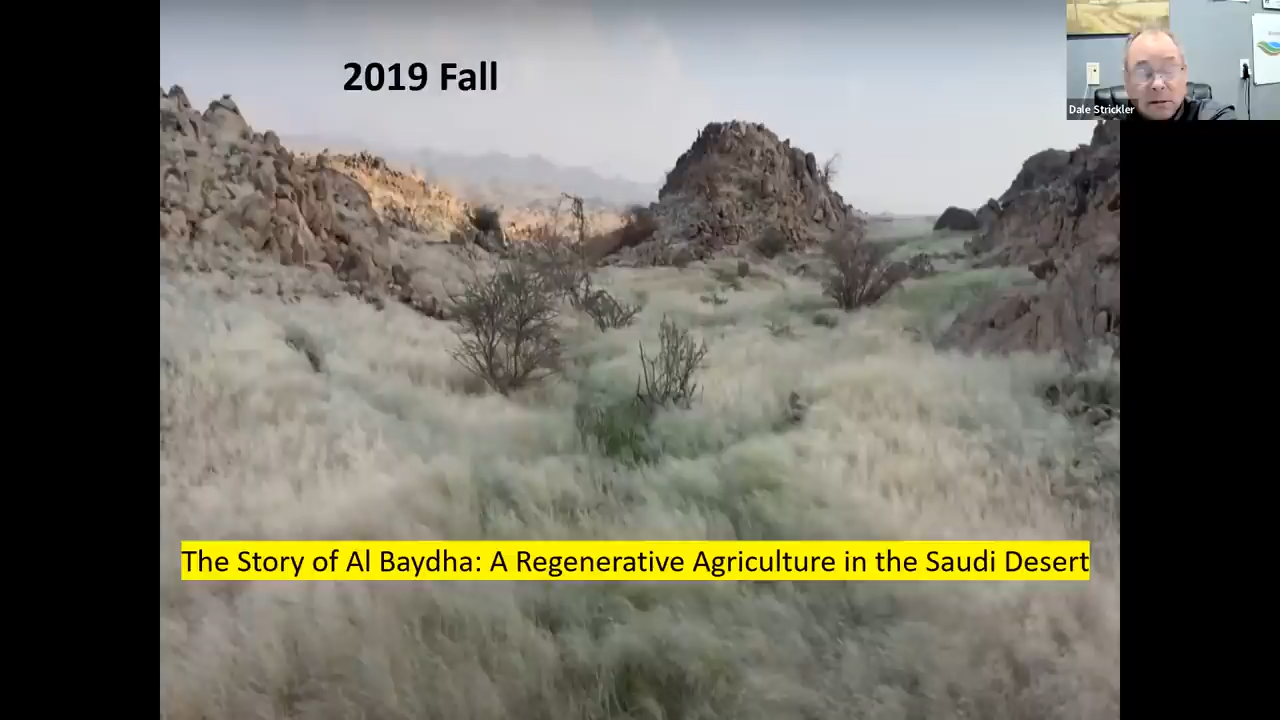 2019 Fall
Dale Strickler
The Story of Al Baydha: A Regenerative Agriculture in the Saudi Desert